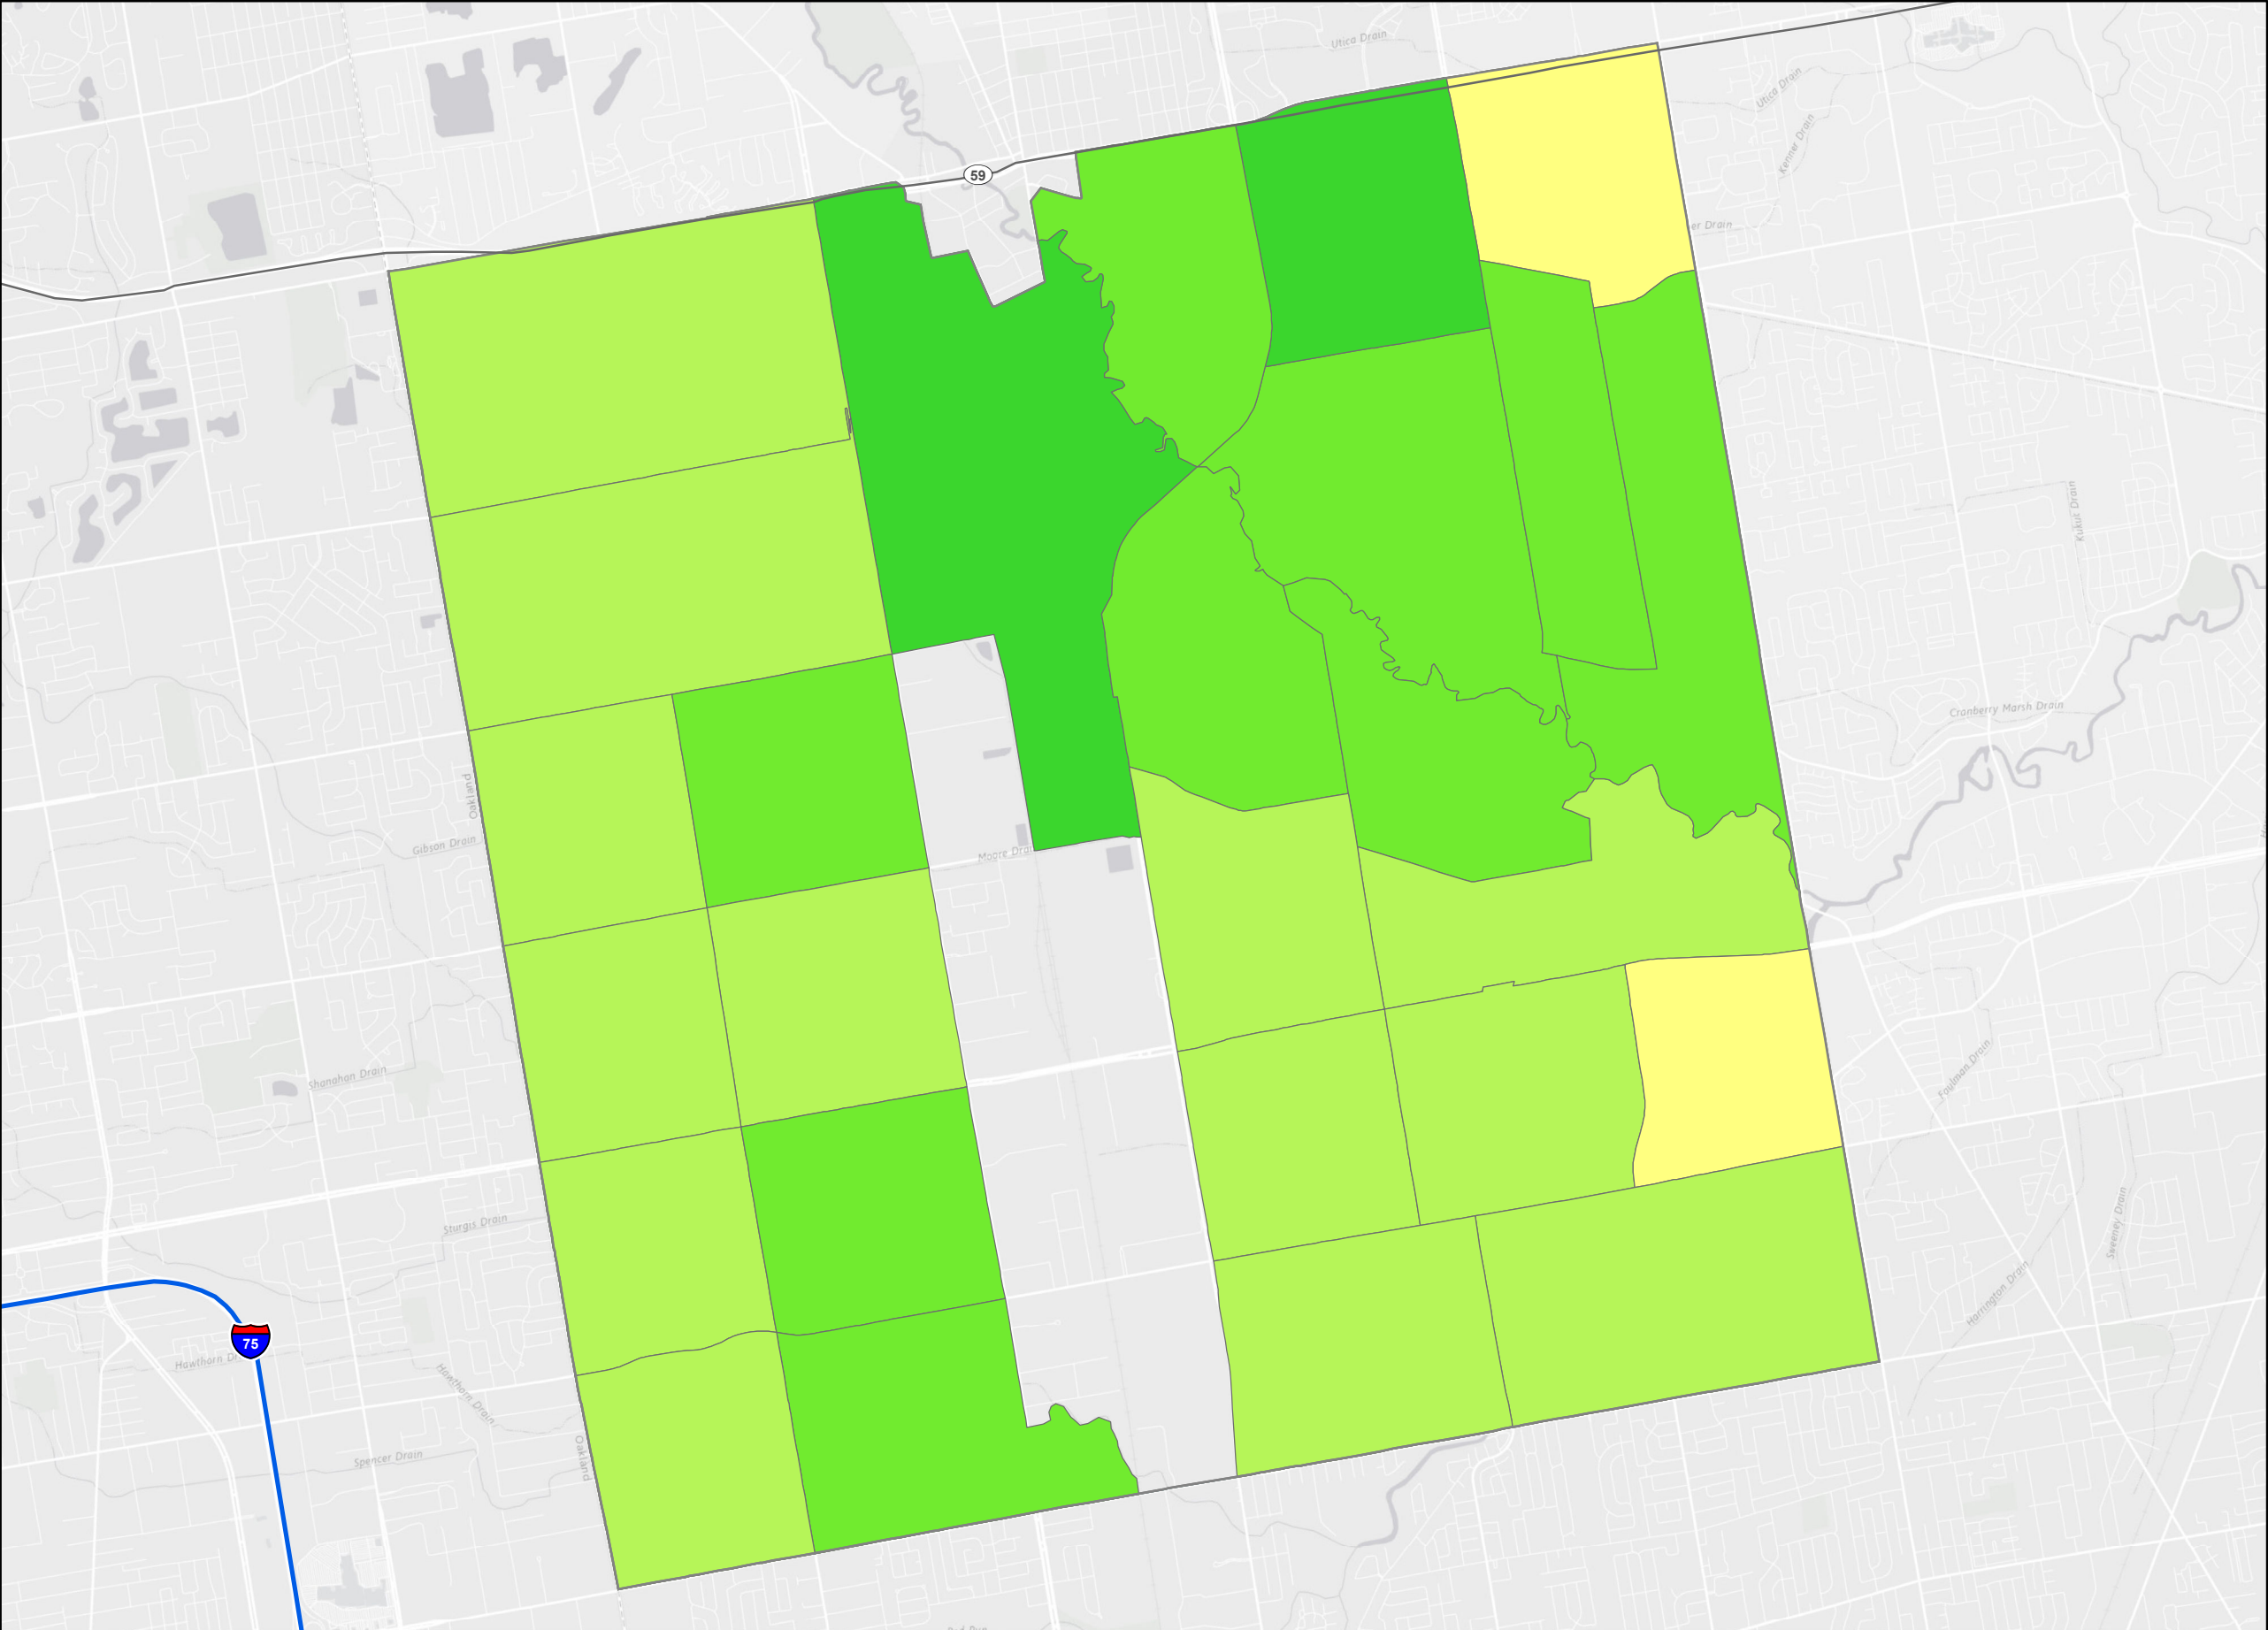 Utica Drain
Utica Drain
Kenner Drain
59
er Drain
Kukut Drain
Cranberry Marsh Drain
Oakland
Gibson Drain
Moore Drain
Shanahan Drain
Faulman Drain
Sturgis Drain
Sweeney Drain
Harrington Drain
75
Hawthorn Dr
Hawthorn Drain
Oakland
Spencer Drain